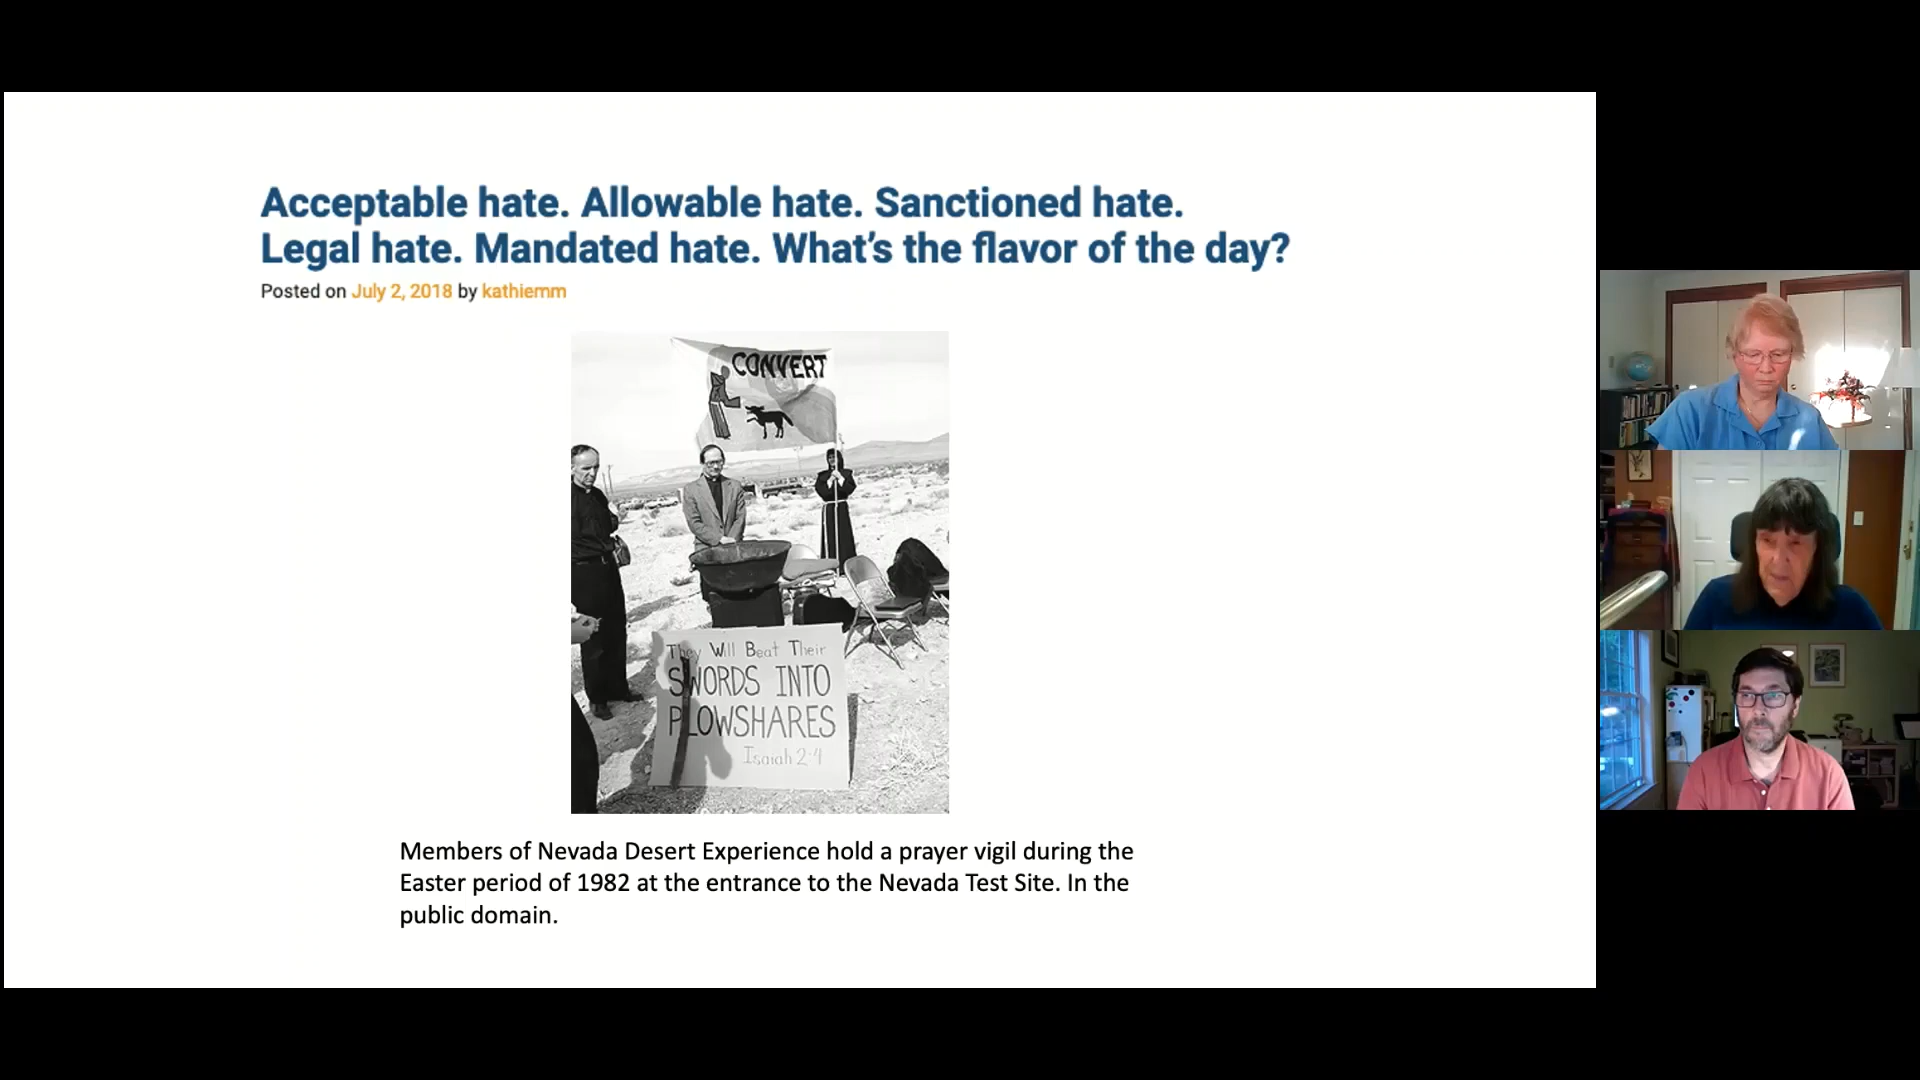 Acceptable hate. Allowable hate. Sanctioned hate.
Legal hate. Mandated hate. What’s the flavor of the day?
Posted on July 2, 2018 by kathiemm
CONVERT
They Will Beat Their
SWORDS INTO
PLOWSHARES
Isaiah 2:4
Members of Nevada Desert Experience hold a prayer vigil during the
Easter period of 1982 at the entrance to the Nevada Test Site. In the
public domain.